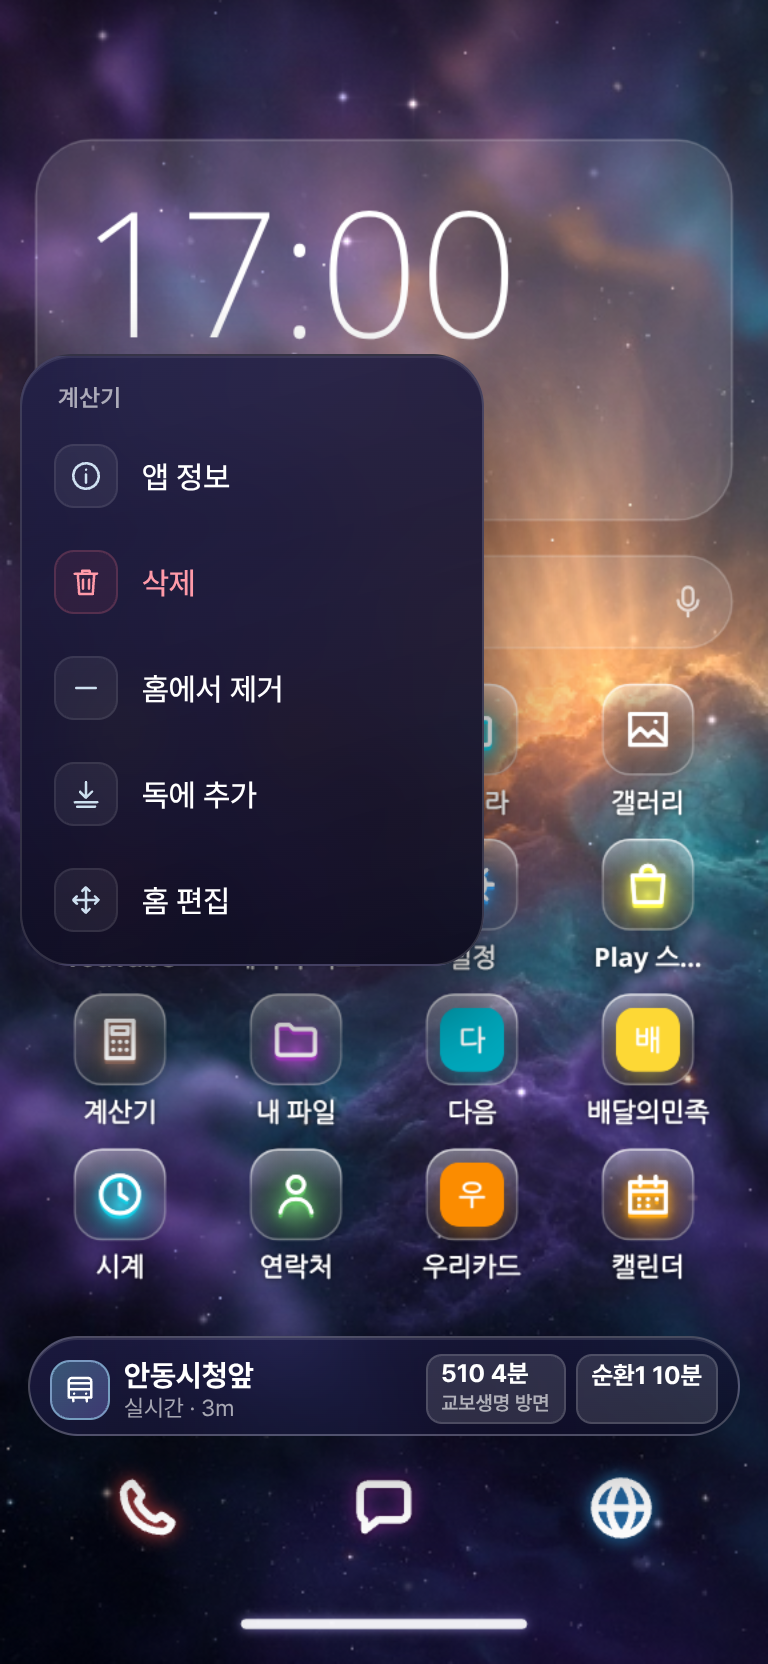 17:00
계산기
앱 정보
삭제
홈에서 제거
독에 추가
홈 편집
라
갤러리
Play 스...
계산기
내 파일
다
다음
배
배달의민족
시계
연락처
우
우리카드
캘린더
안동시청앞
실시간 · 3m
510 4분
교보생명 방면
순환1 10분